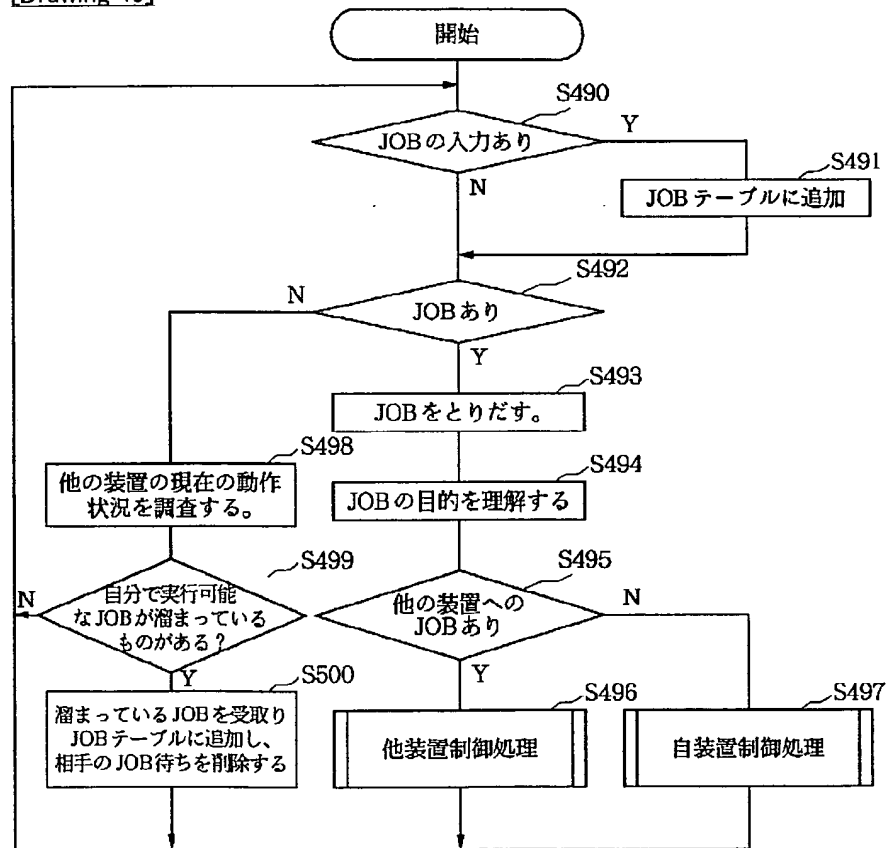 開始
S490
JOBの入力あり
Y
N
S491
JOBテーブルに追加
S492
JOBあり
N
Y
S493
JOBをとりだす。
S498
他の装置の現在の動作
状況を調査する。
S494
JOBの目的を理解する
S499
自分で実行可能
なJOBが溜まっている
ものがある？
N
Y
S495
他の装置への
JOBあり
N
Y
S500
溜まっているJOBを受取り
JOBテーブルに追加し、
相手のJOB待ちを削除する
S496
他装置制御処理
S497
自装置制御処理